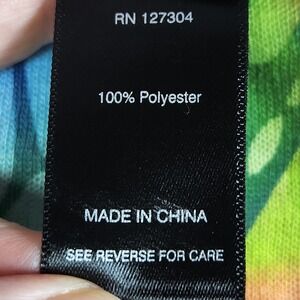 RN 127304
100% Polyester
MADE IN CHINA
SEE REVERSE FOR CARE